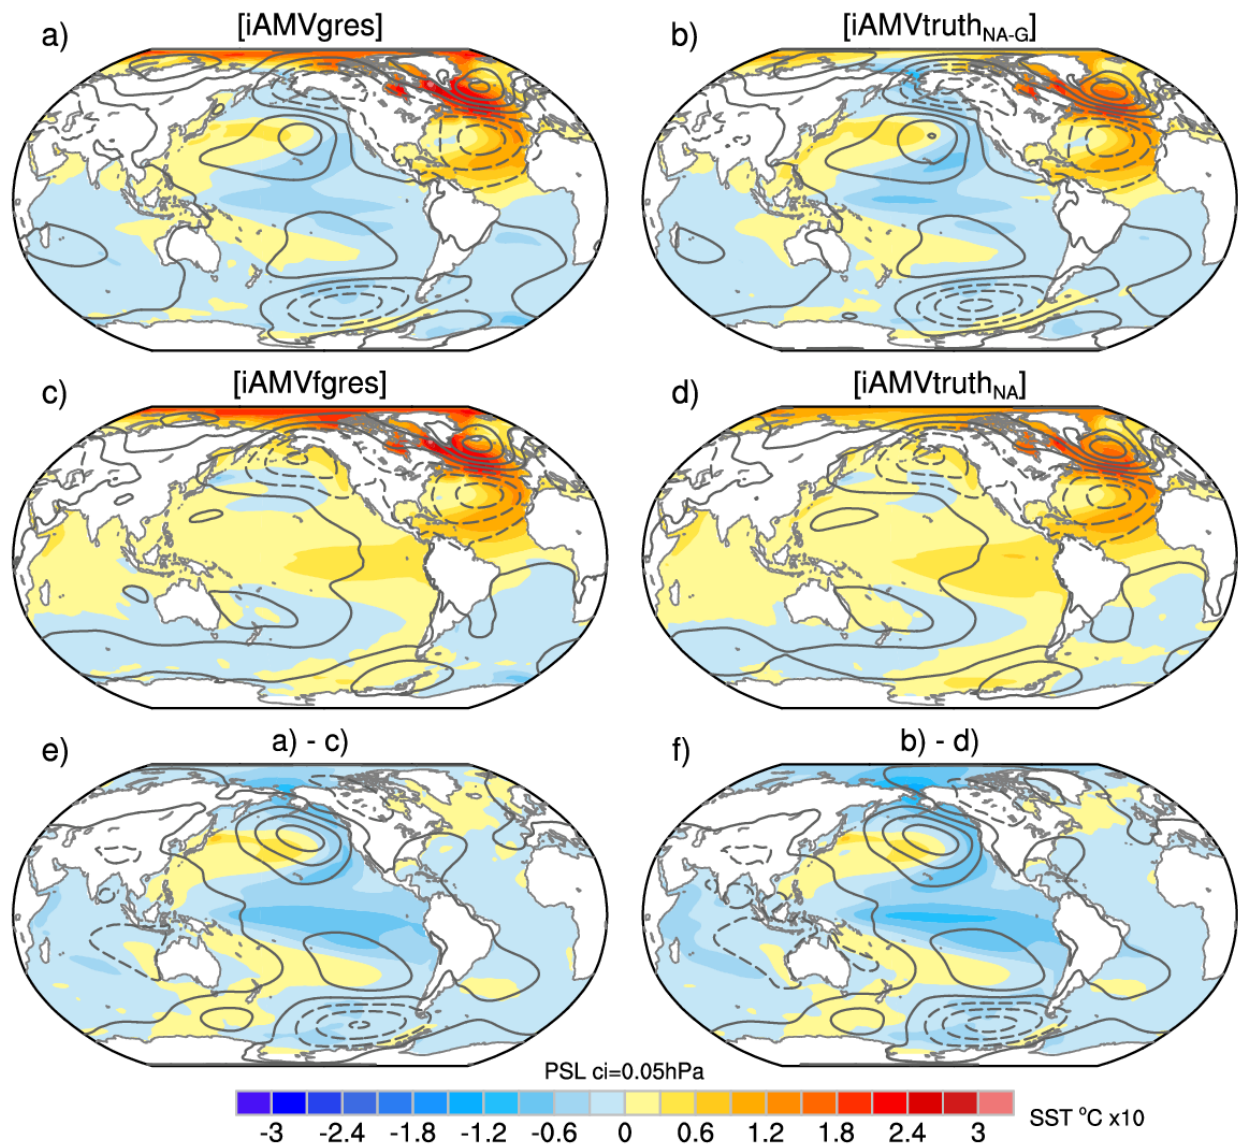 a) [iAMVgres]
b) [iAMVtruthNA-G]
c) [iAMVfgres]
d) [iAMVtruthNA]
e) a) - c)
f) b) - d)
PSL ci=0.05hPa
-3 -2.4 -1.8 -1.2 -0.6 0 0.6 1.2 1.8 2.4 3 SST °C x10